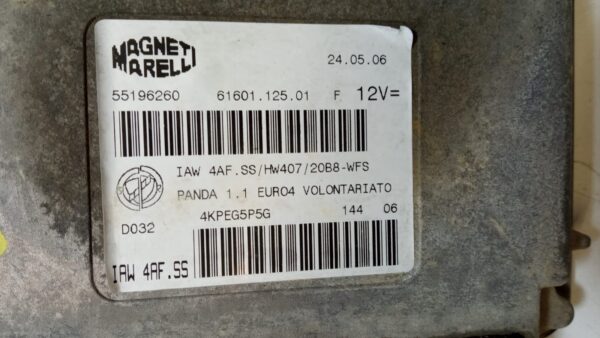 MAGNETI
MARELLI
24.05.06
55196260 61601.125.01 F 12V=
IAW 4AF.SS/HW407/20B8-WFS
PANDA 1.1 EURO4 VOLONTARIATO
D032 4KPEG5P5G 144 06
IAW 4AF.SS